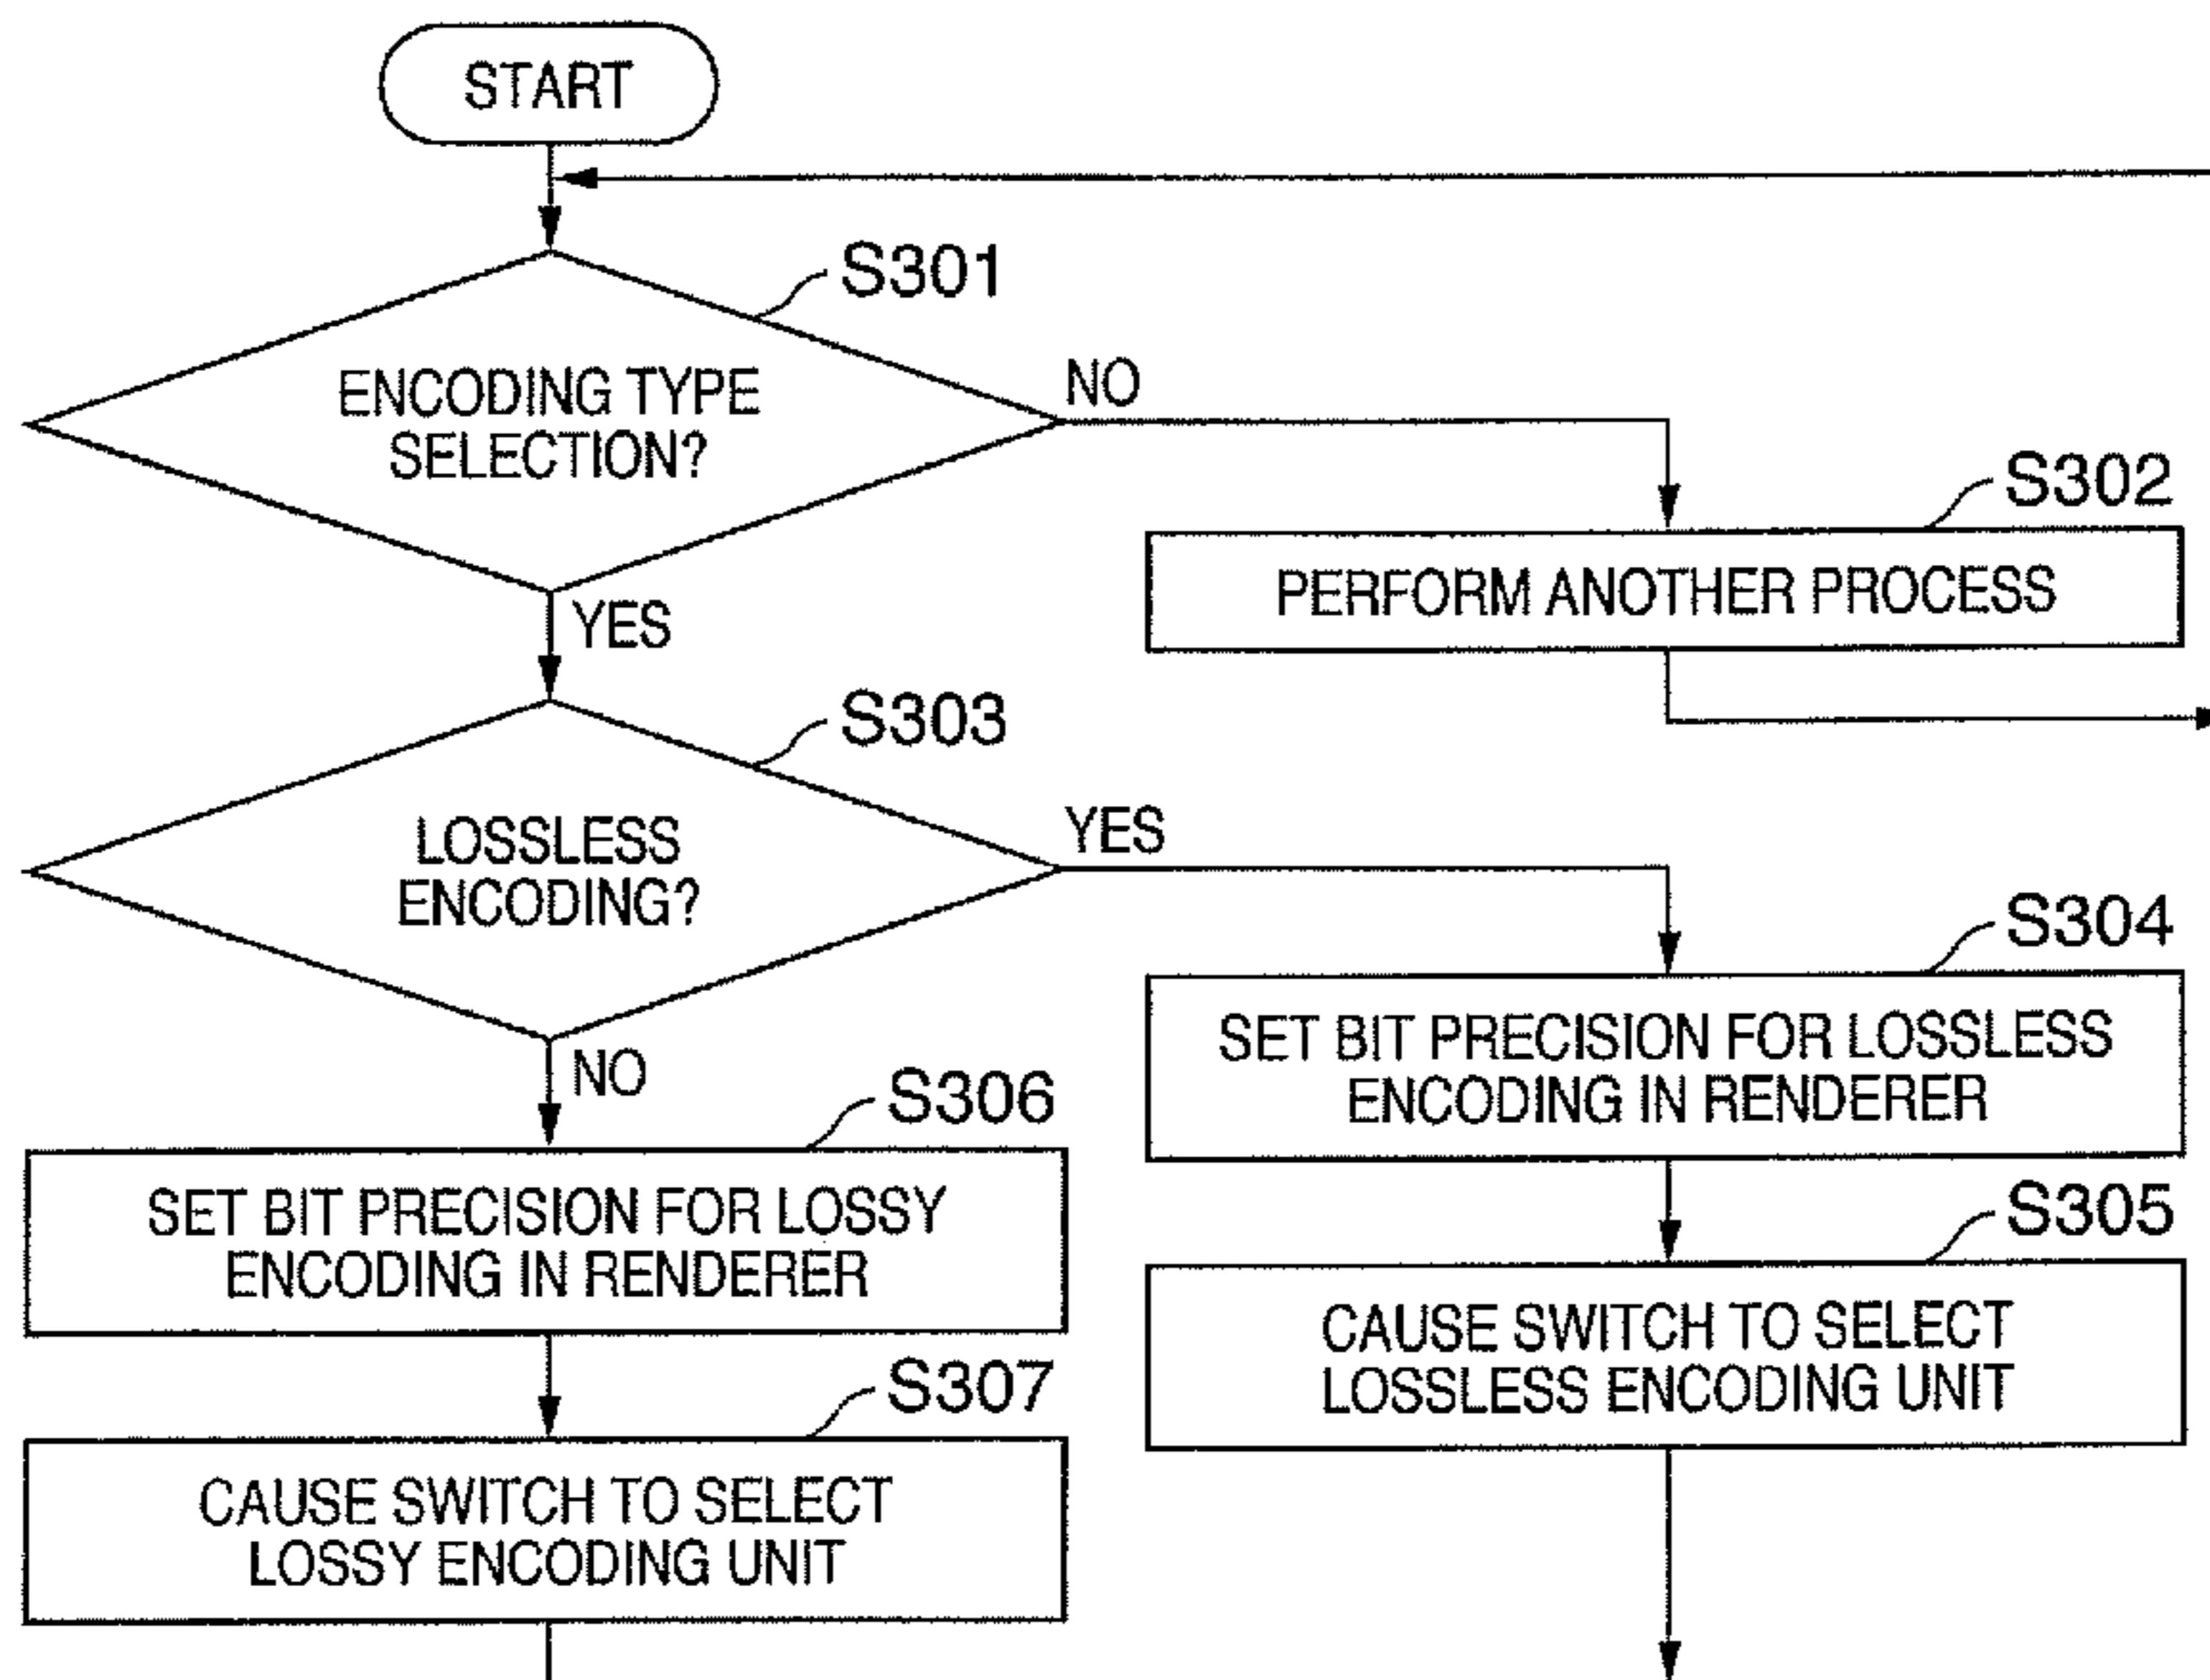 START
S301
ENCODING TYPE
SELECTION?
NO
S302
PERFORM ANOTHER PROCESS
YES
S303
LOSSLESS
ENCODING?
YES
S304
SET BIT PRECISION FOR LOSSLESS
ENCODING IN RENDERER
NO
S306
SET BIT PRECISION FOR LOSSY
ENCODING IN RENDERER
S305
CAUSE SWITCH TO SELECT
LOSSLESS ENCODING UNIT
S307
CAUSE SWITCH TO SELECT
LOSSY ENCODING UNIT